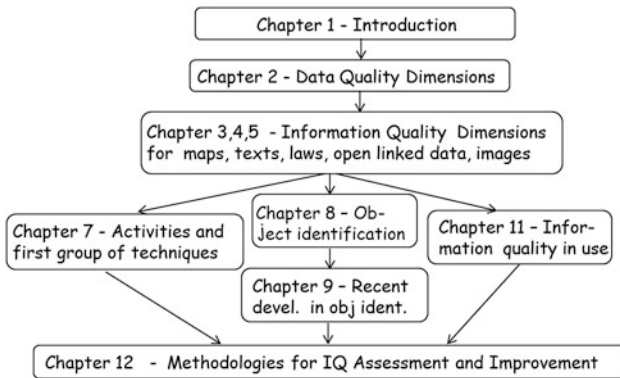 Chapter 1 - Introduction
Chapter 2 - Data Quality Dimensions
Chapter 3,4,5 - Information Quality Dimensions
for maps, texts, laws, open linked data, images
Chapter 7 - Activities and
first group of techniques
Chapter 8 – Ob-
ject identification
Chapter 11 – Infor-
mation quality in use
Chapter 9 – Recent
devel. in obj ident.
Chapter 12 - Methodologies for IQ Assessment and Improvement